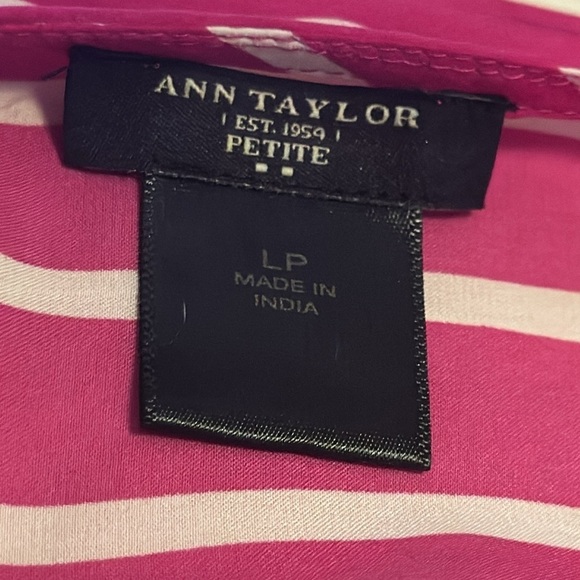 ANN TAYLOR
EST. 1954
PETITE
LP
MADE IN
INDIA